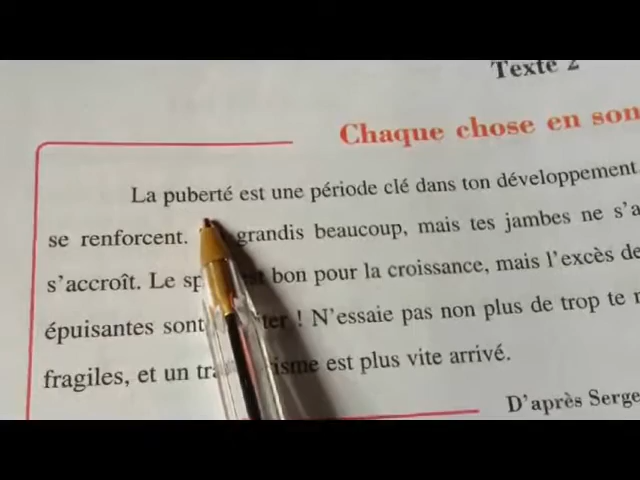 Texte 2
Chaque chose en son
La puberté est une période clé dans ton développement
se renforcent. grandis beaucoup, mais tes jambes ne
s'accroît. Le est bon pour la croissance, mais l'excès de
épuisantes sont ! N'essaie pas non plus de trop te
fragiles, et un est plus vite arrivé.
D'après Serge